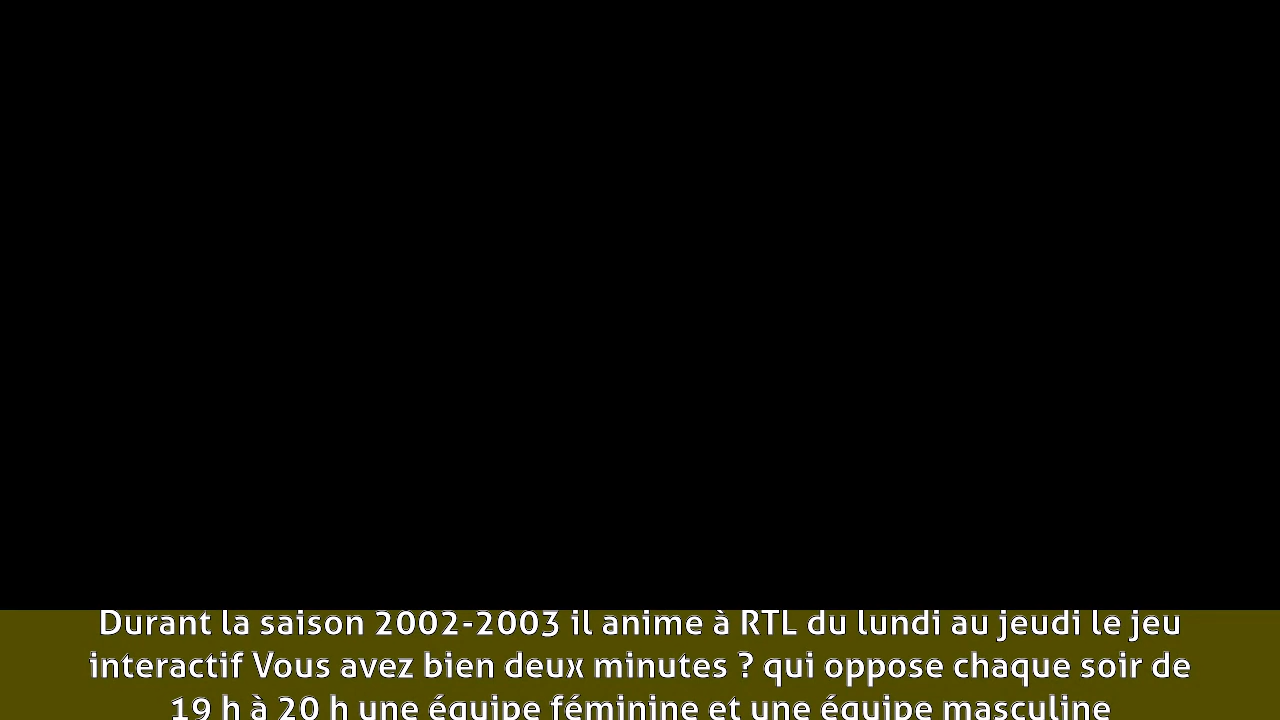 Durant la saison 2002-2003 il anime à RTL du lundi au jeudi le jeu
interactif Vous avez bien deux minutes ? qui oppose chaque soir de
19 h à 20 h une équipe féminine et une équipe masculine